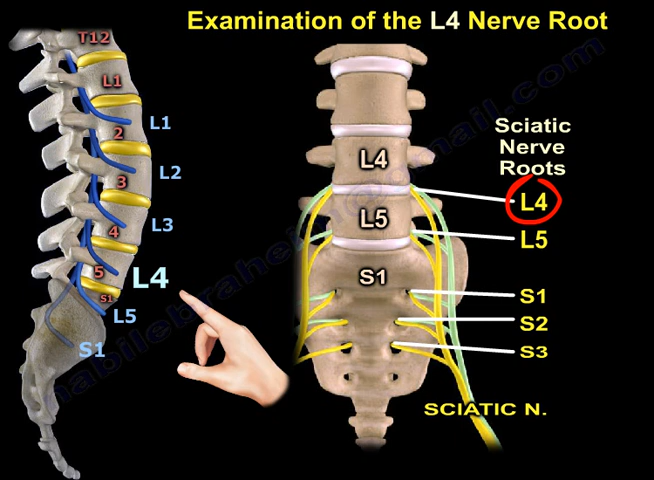 Examination of the L4 Nerve Root
T12
L1
2
3
4
5
S1
L1
L2
L3
L4
L5
S1
L4
L5
S1
Sciatic
Nerve
Roots
L4
L5
S1
S2
S3
SCIATIC N.